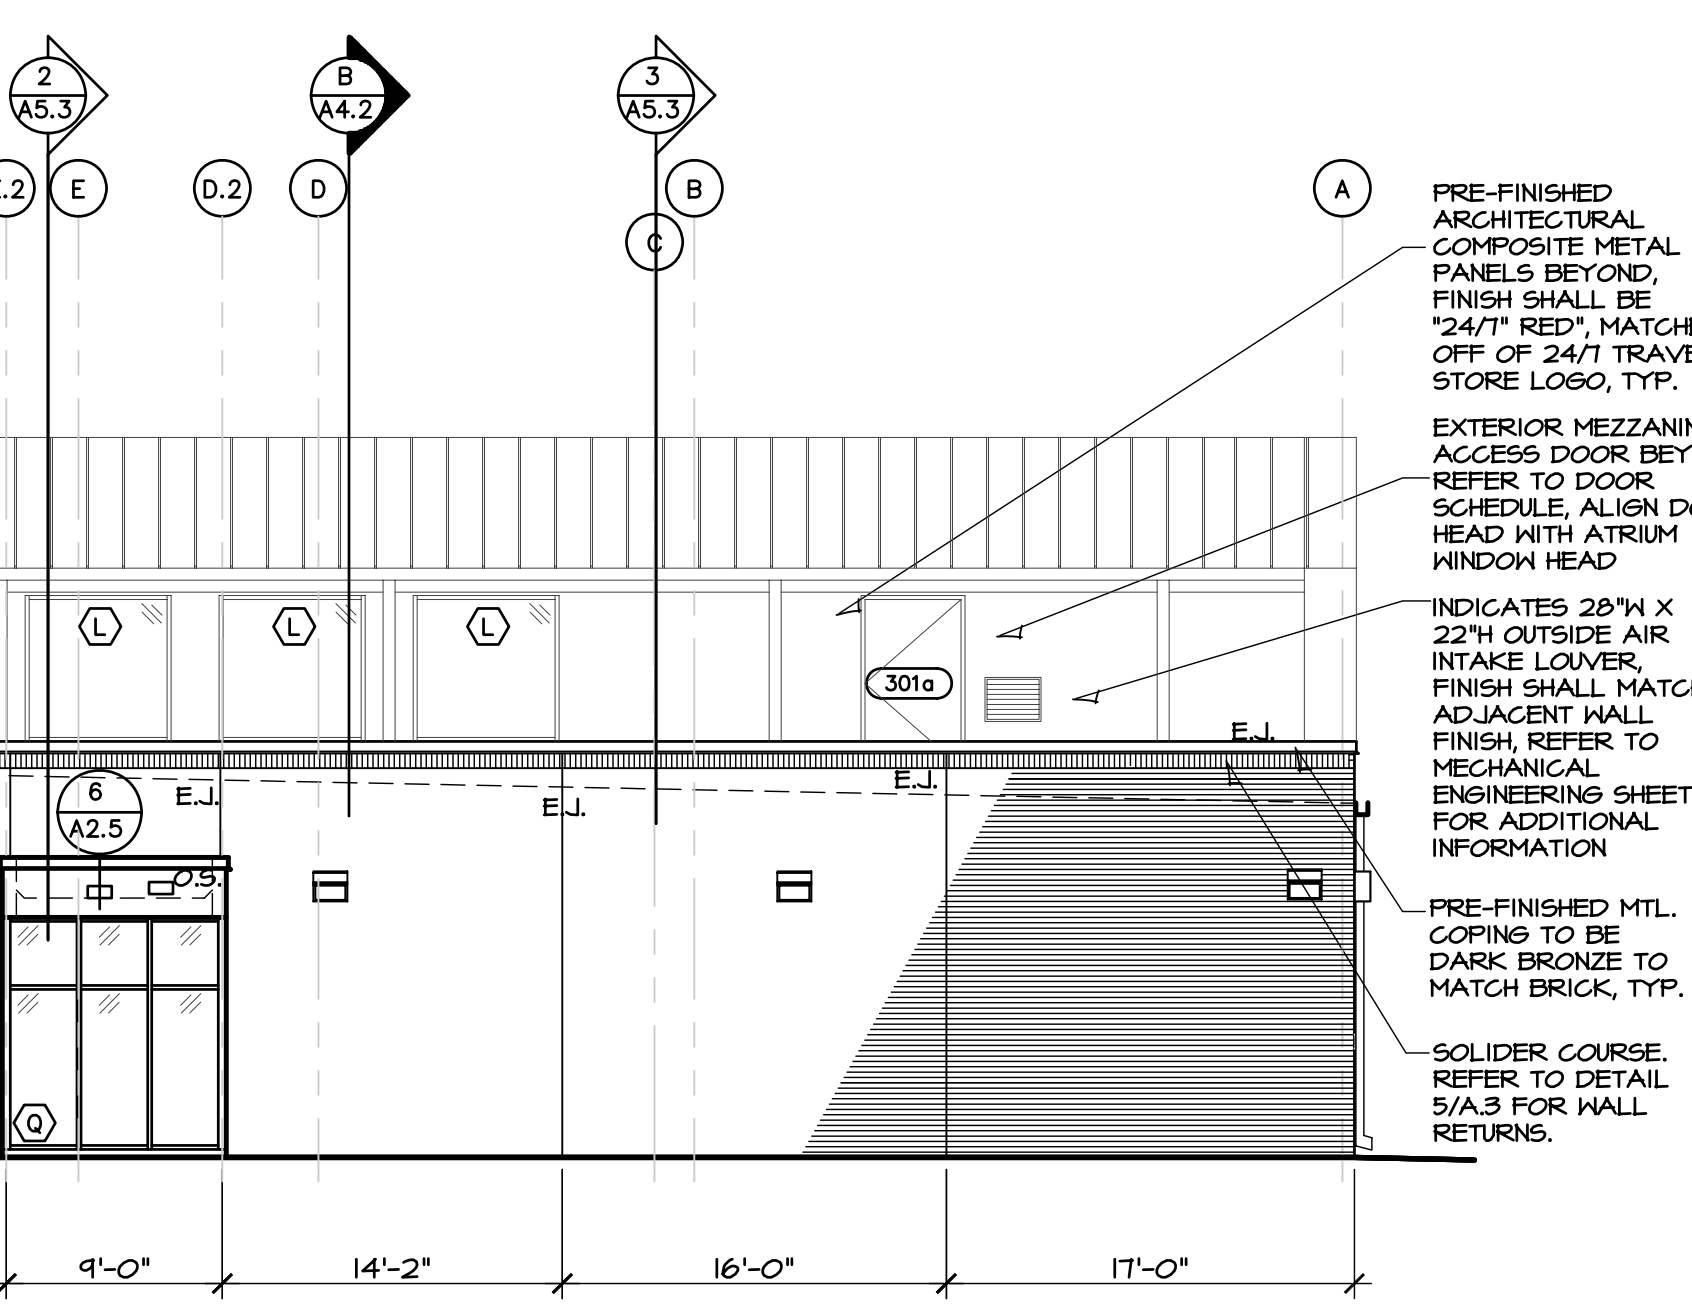 2
A5.3
B
A4.2
3
A5.3
.2
E
D.2
D
B
C
A
PRE-FINISHED
ARCHITECTURAL
COMPOSITE METAL
PANELS BEYOND,
FINISH SHALL BE
"24/7" RED", MATCHE
OFF OF 24/7 TRAVE
STORE LOGO, TYP.
EXTERIOR MEZZANIN
ACCESS DOOR BEY
REFER TO DOOR
SCHEDULE, ALIGN DO
HEAD WITH ATRIUM
WINDOW HEAD
INDICATES 28"W X
22"H OUTSIDE AIR
INTAKE LOUVER,
FINISH SHALL MATC
ADJACENT WALL
FINISH, REFER TO
MECHANICAL
ENGINEERING SHEET
FOR ADDITIONAL
INFORMATION
PRE-FINISHED MTL.
COPING TO BE
DARK BRONZE TO
MATCH BRICK, TYP.
SOLIDER COURSE.
REFER TO DETAIL
5/A.3 FOR WALL
RETURNS.
L
L
L
301a
E.J.
E.J.
E.J.
E.J.
6
A2.5
O.S.
Q
9'-0"
14'-2"
16'-0"
17'-0"